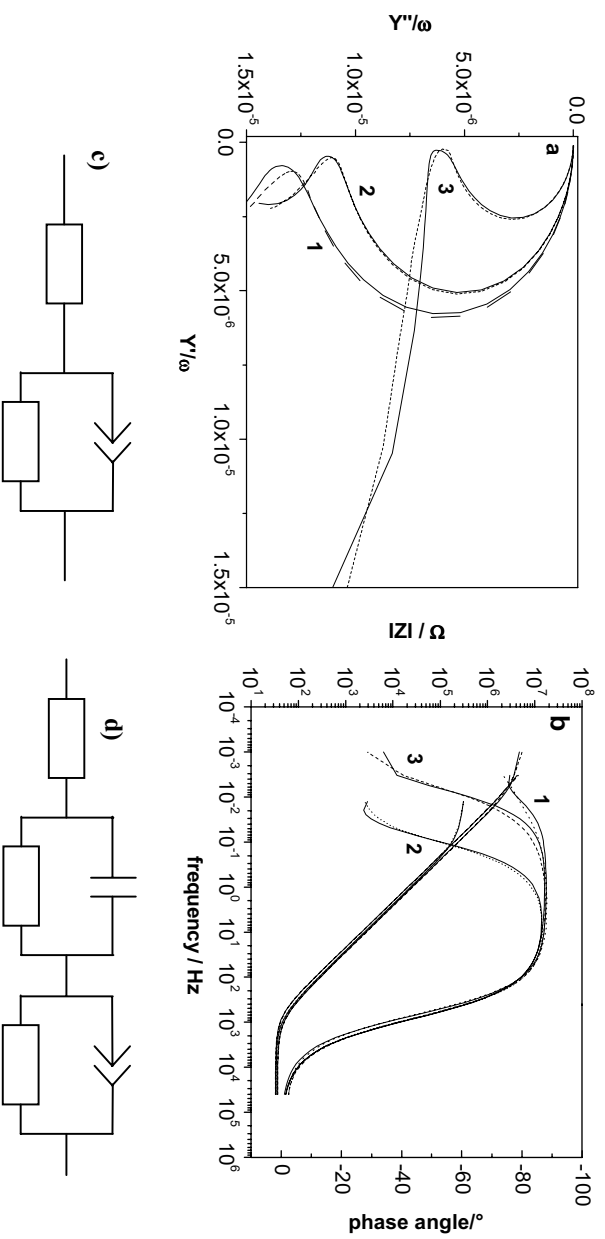 Y''/ω
0.0
5.0x10⁻⁶
1.0x10⁻⁵
1.5x10⁻⁵
a
3
2
1
0.0
5.0x10⁻⁶
1.0x10⁻⁵
1.5x10⁻⁵
Y'/ω
|Z| / Ω
10⁸
10⁷
10⁶
10⁵
10⁴
10³
10²
10¹
b
1
3
2
-100
-80
-60
-40
-20
0
phase angle/°
10⁻⁴
10⁻³
10⁻²
10⁻¹
10⁰
10¹
10²
10³
10⁴
10⁵
10⁶
frequency / Hz
c)
d)